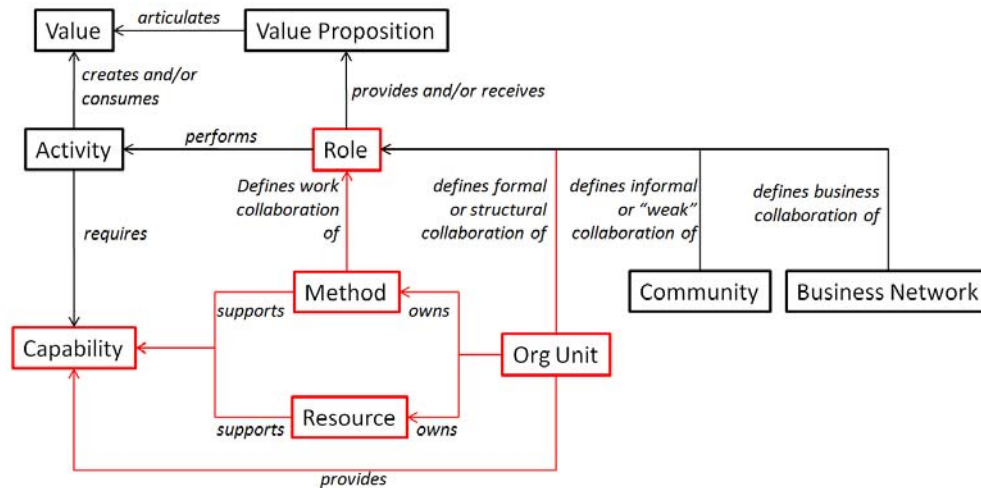 articulates
Value
Value Proposition
creates and/or
consumes
provides and/or receives
performs
Activity
Role
Defines work
collaboration
of
defines formal
or structural
collaboration of
defines informal
or “weak”
collaboration of
defines business
collaboration of
requires
Method
supports
owns
Community
Business Network
Capability
Org Unit
Resource
supports
owns
provides